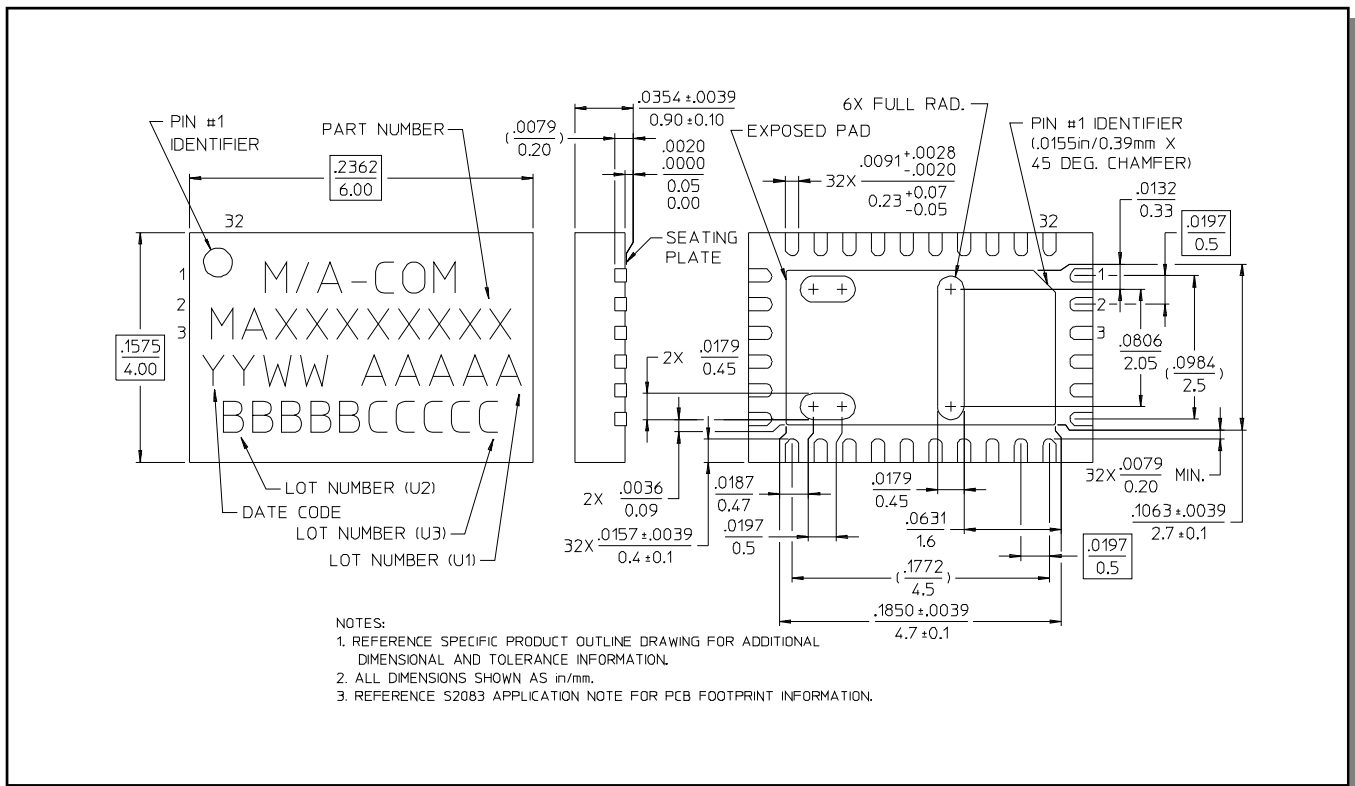 PIN #1
IDENTIFIER
PART NUMBER
.2362
6.00
32
1
2
3
.1575
4.00
M/A-COM
MAXXXXXXXXX
YYWW AAAAA
BBBBBCCCCC
LOT NUMBER (U2)
DATE CODE
LOT NUMBER (U3)
LOT NUMBER (U1)
.0354 ±.0039
0.90 ±0.10
(.0079)
0.20
.0020
.0000
0.05
0.00
SEATING
PLATE
EXPOSED PAD
6X FULL RAD.
32X .0091 +.0028
-.0020
0.23 +0.07
-0.05
PIN #1 IDENTIFIER
(.0155in/0.39mm X
45 DEG. CHAMFER)
32
.0132
0.33
.0197
0.5
1
2
3
.0806
2.05
(.0984)
2.5
2X .0179
0.45
2X .0036
0.09
32X .0157 ±.0039
0.4 ±0.1
.0187
0.47
.0197
0.5
.0179
0.45
.0631
1.6
32X .0079 MIN.
0.20
.1063 ±.0039
2.7 ±0.1
.0197
0.5
(.1772)
4.5
.1850 ±.0039
4.7 ±0.1
NOTES:
1. REFERENCE SPECIFIC PRODUCT OUTLINE DRAWING FOR ADDITIONAL
DIMENSIONAL AND TOLERANCE INFORMATION.
2. ALL DIMENSIONS SHOWN AS in/mm.
3. REFERENCE S2083 APPLICATION NOTE FOR PCB FOOTPRINT INFORMATION.